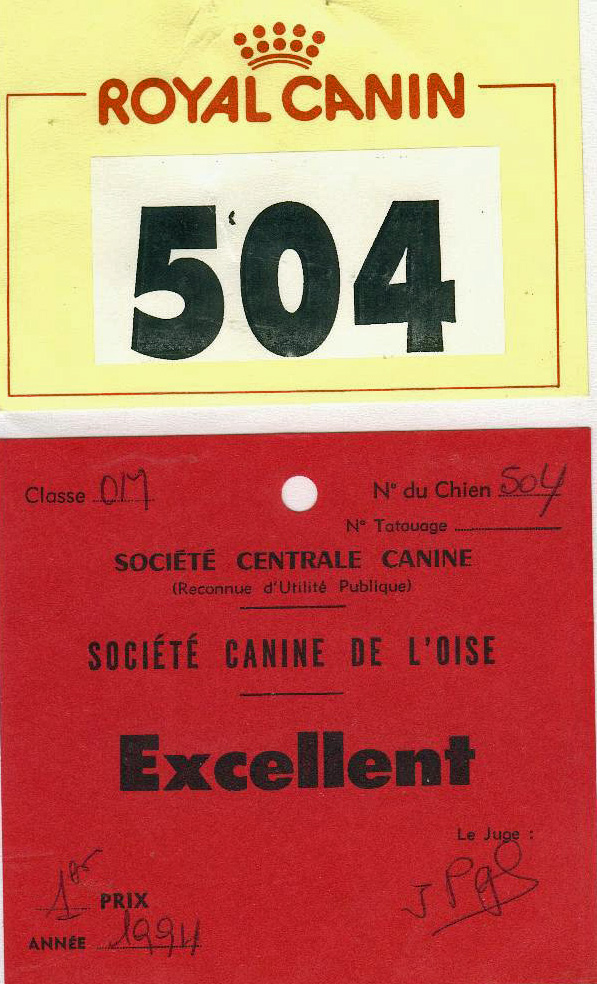 ROYAL CANIN
504
Classe OM N° du Chien 504
N° Tatouage
SOCIÉTÉ CENTRALE CANINE
(Reconnue d'Utilité Publique)
SOCIÉTÉ CANINE DE L'OISE
Excellent
Le Juge :
1er PRIX
ANNÉE 1994